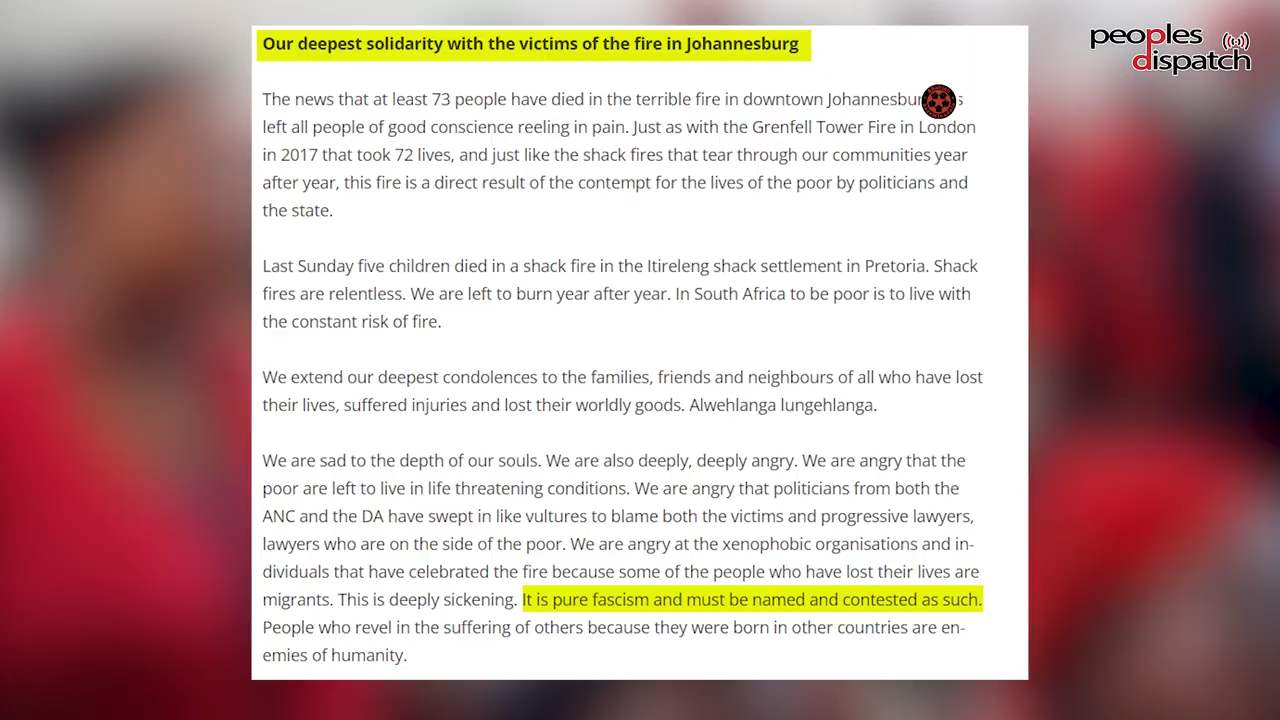 peoples
dispatch
Our deepest solidarity with the victims of the fire in Johannesburg
The news that at least 73 people have died in the terrible fire in downtown
left all people of good conscience reeling in pain. Just as with the Grenfell Tower Fire in London
in 2017 that took 72 lives, and just like the shack fires that tear through our communities year
after year, this fire is a direct result of the contempt for the lives of the poor by politicians and
the state.
Last Sunday five children died in a shack fire in the Itireleng shack settlement in Pretoria. Shack
fires are relentless. We are left to burn year after year. In South Africa to be poor is to live with
the constant risk of fire.
We extend our deepest condolences to the families, friends and neighbours of all who have lost
their lives, suffered injuries and lost their worldly goods. Alwehlanga lungehlanga.
We are sad to the depth of our souls. We are also deeply, deeply angry. We are angry that the
poor are left to live in life threatening conditions. We are angry that politicians from both the
ANC and the DA have swept in like vultures to blame both the victims and progressive lawyers,
lawyers who are on the side of the poor. We are angry at the xenophobic organisations and in-
dividuals that have celebrated the fire because some of the people who have lost their lives are
migrants. This is deeply sickening. It is pure fascism and must be named and contested as such.
People who revel in the suffering of others because they were born in other countries are en-
emies of humanity.